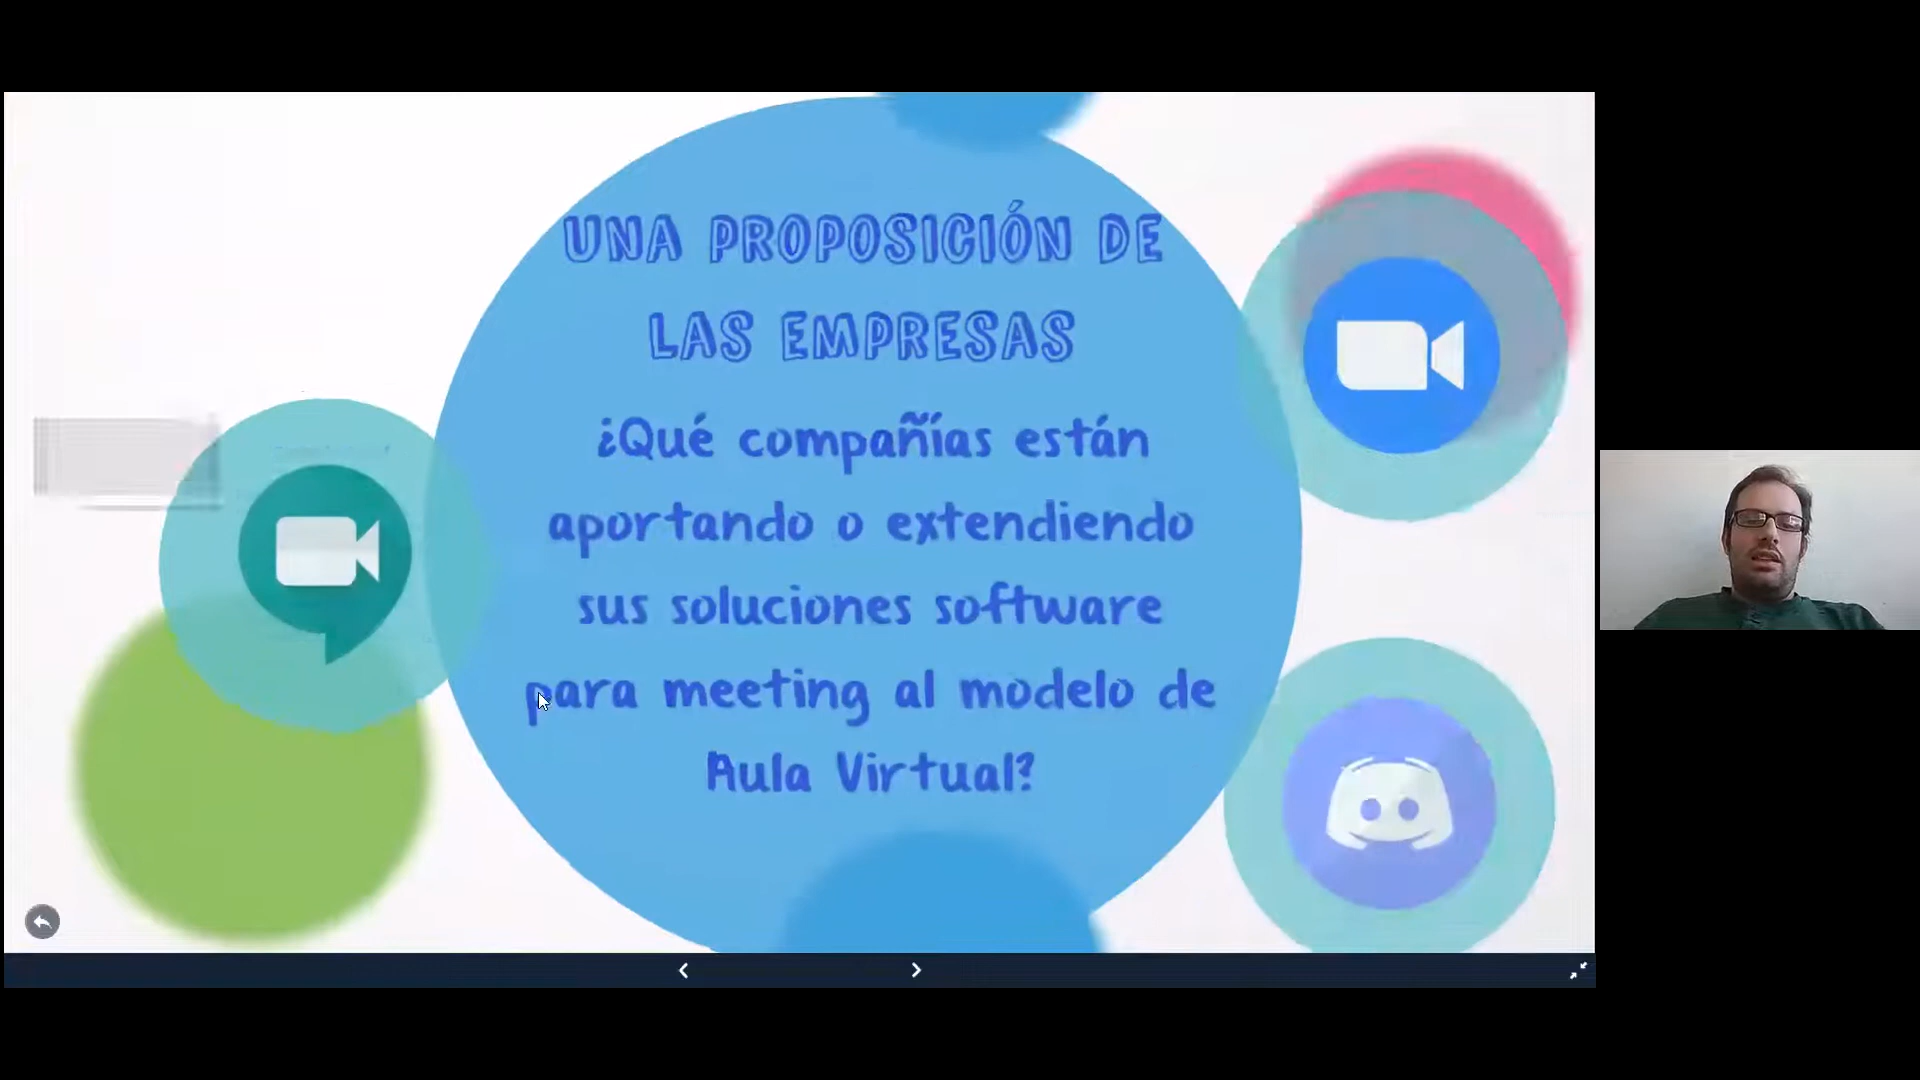 UNA PROPOSICIÓN DE
LAS EMPRESAS
¿Qué compañías están
aportando o extendiendo
sus soluciones software
para meeting al modelo de
Aula Virtual?